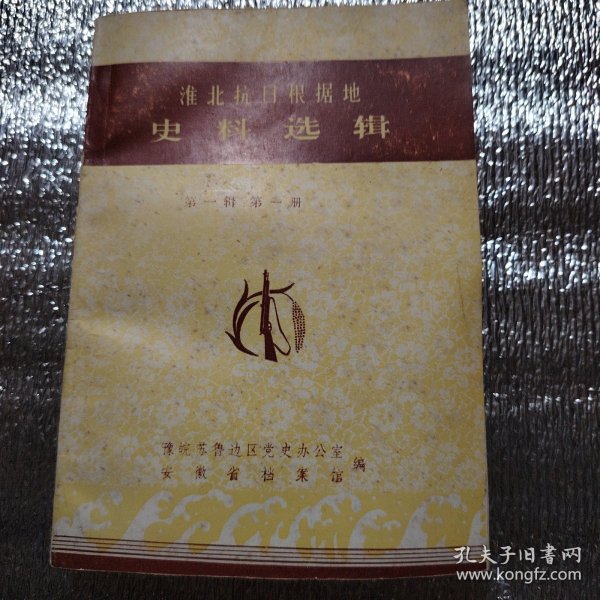 淮北抗日根据地
史料选辑
第一辑 第一册
豫皖苏鲁边区党史办公室
安徽省档案馆
编
孔夫子旧书网
www.kongfz.com